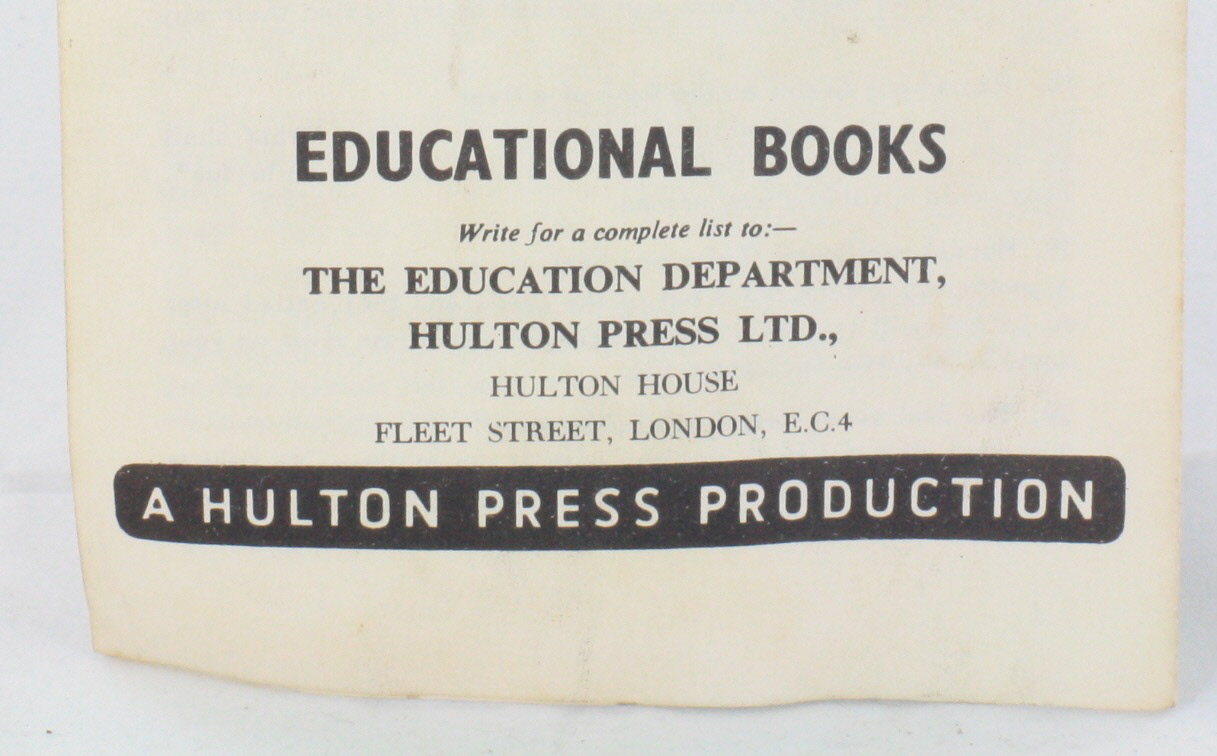 EDUCATIONAL BOOKS
Write for a complete list to:—
THE EDUCATION DEPARTMENT,
HULTON PRESS LTD.,
HULTON HOUSE
FLEET STREET, LONDON, E.C.4
A HULTON PRESS PRODUCTION